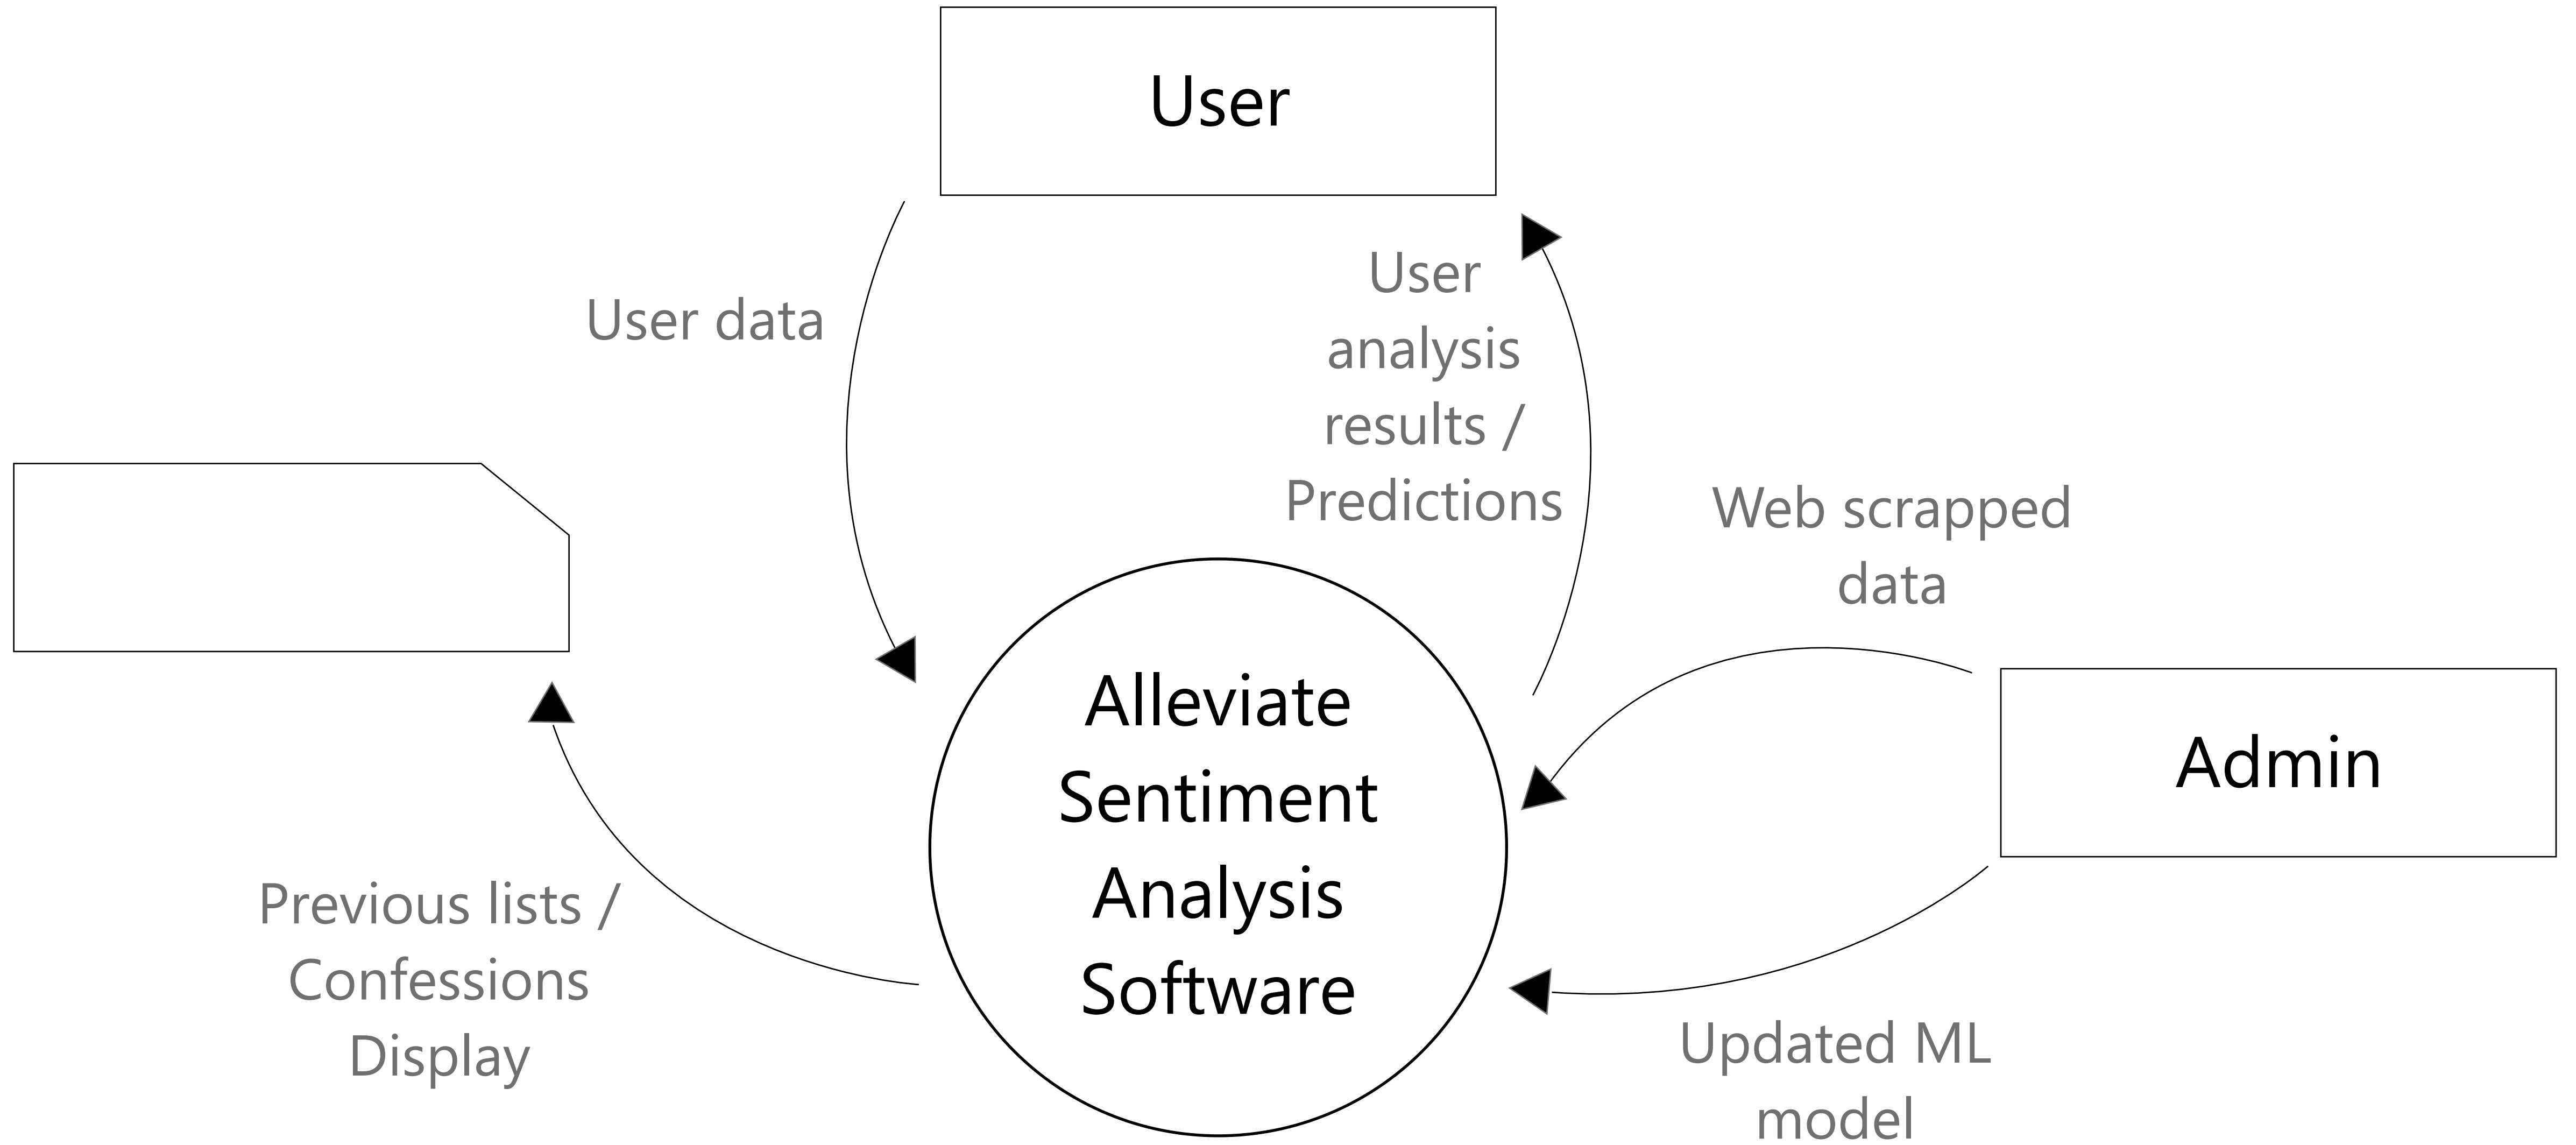 User
User data
User
analysis
results /
Predictions
Web scrapped
data
Admin
Alleviate
Sentiment
Analysis
Software
Previous lists /
Confessions
Display
Updated ML
model